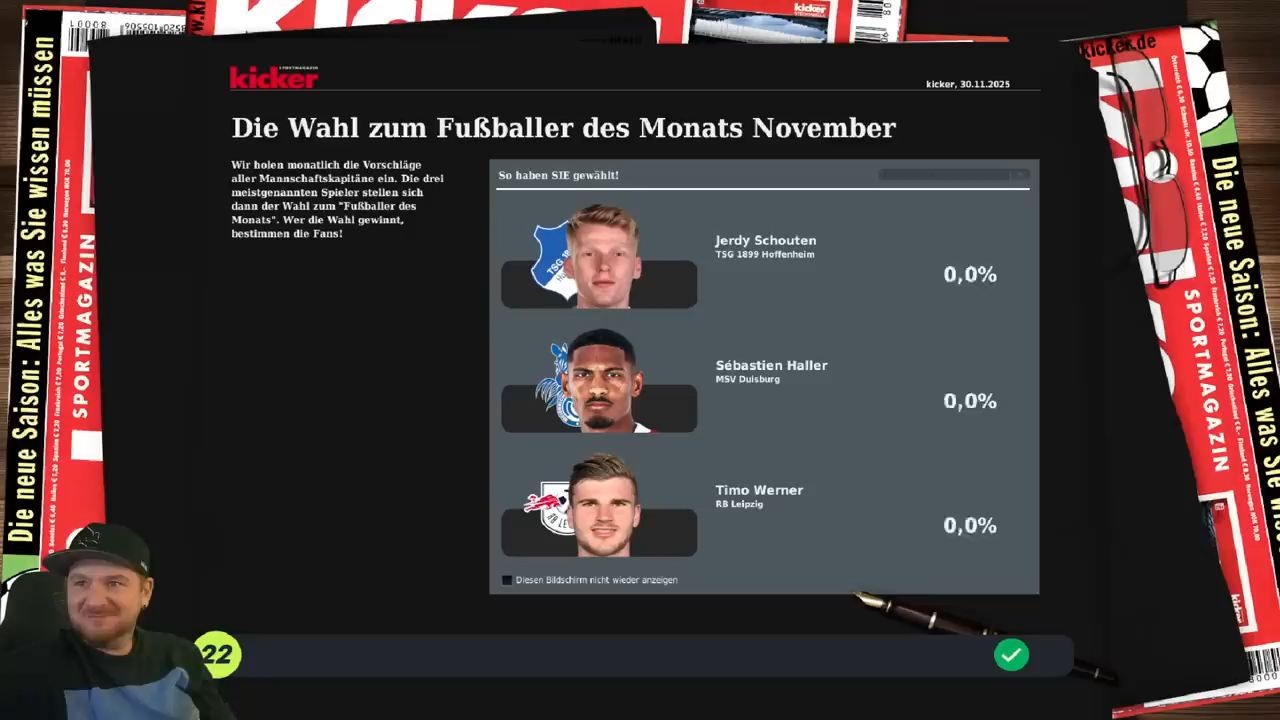 kicker
kicker.de
Die neue Saison: Alles was Sie wissen müssen
SPORTMAGAZIN
kicker
SPORTMAGAZIN
kicker, 30.11.2025
Die Wahl zum Fußballer des Monats November
Wir holen monatlich die Vorschläge
aller Mannschaftskapitäne ein. Die drei
meistgenannten Spieler stellen sich
dann der Wahl zum "Fußballer des
Monats". Wer die Wahl gewinnt,
bestimmen die Fans!
So haben SIE gewählt!
Jerdy Schouten
TSG 1899 Hoffenheim
0,0%
Sébastien Haller
MSV Duisburg
0,0%
Timo Werner
RB Leipzig
0,0%
Diesen Bildschirm nicht wieder anzeigen
22
SPORTMAGAZIN
Die neue Saison: Alles was Sie